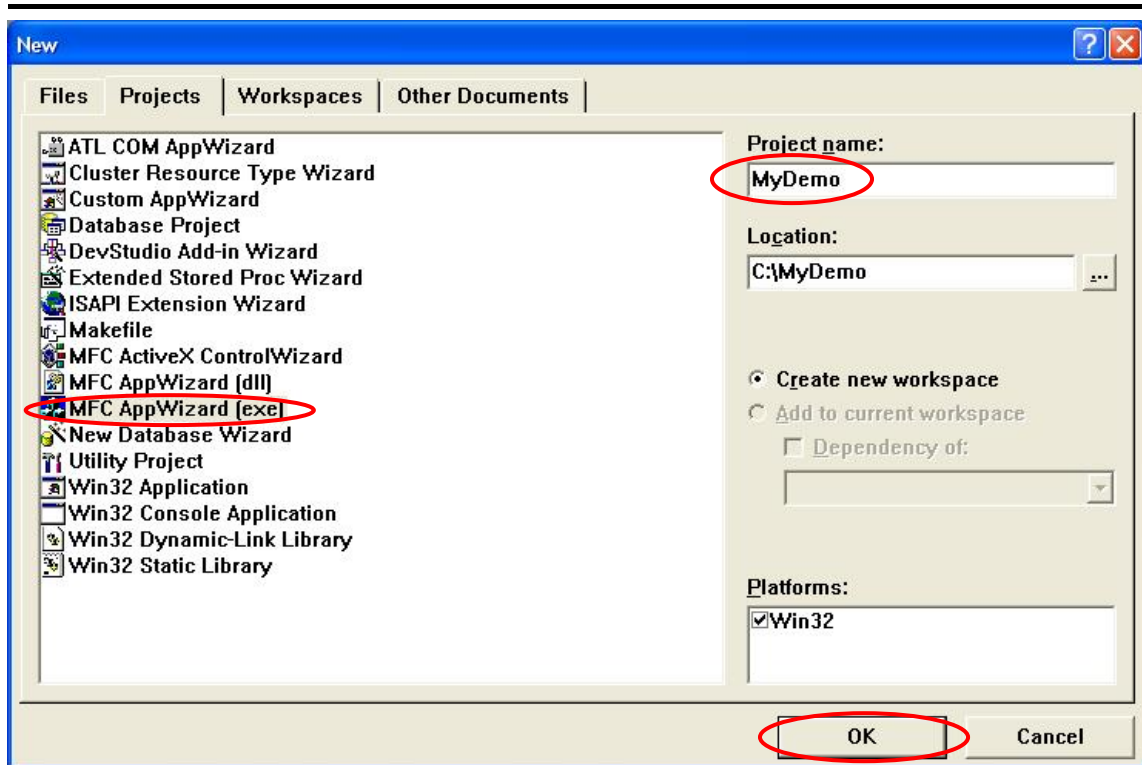 New
Files Projects Workspaces Other Documents
ATL COM AppWizard
Cluster Resource Type Wizard
Custom AppWizard
Database Project
DevStudio Add-in Wizard
Extended Stored Proc Wizard
ISAPI Extension Wizard
Makefile
MFC ActiveX ControlWizard
MFC AppWizard (dll)
MFC AppWizard (exe)
New Database Wizard
Utility Project
Win32 Application
Win32 Console Application
Win32 Dynamic-Link Library
Win32 Static Library
Project name:
MyDemo
Location:
C:\MyDemo
...
Create new workspace
Add to current workspace
Dependency of:
Platforms:
Win32
OK Cancel